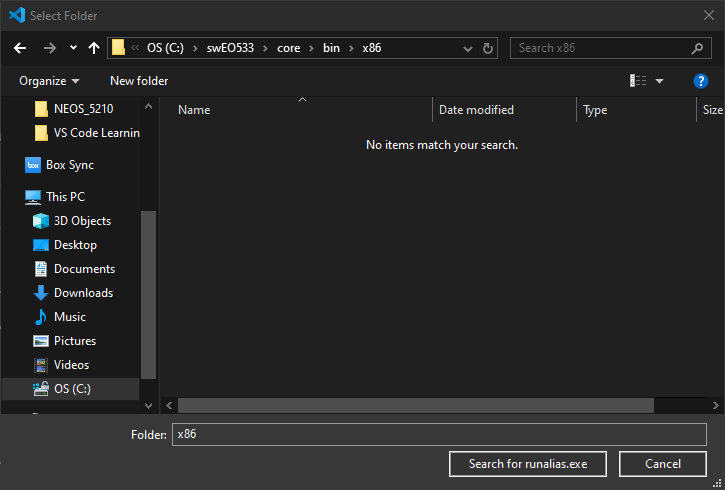 Select Folder
« OS (C:) › swEO533 › core › bin › x86
Search x86
Organize
New folder
?
NEOS_5210
VS Code Learnin
box
Box Sync
This PC
3D Objects
Desktop
Documents
Downloads
Music
Pictures
Videos
OS (C:)
Name
Date modified
Type
Size
No items match your search.
Folder: x86
Search for runalias.exe
Cancel